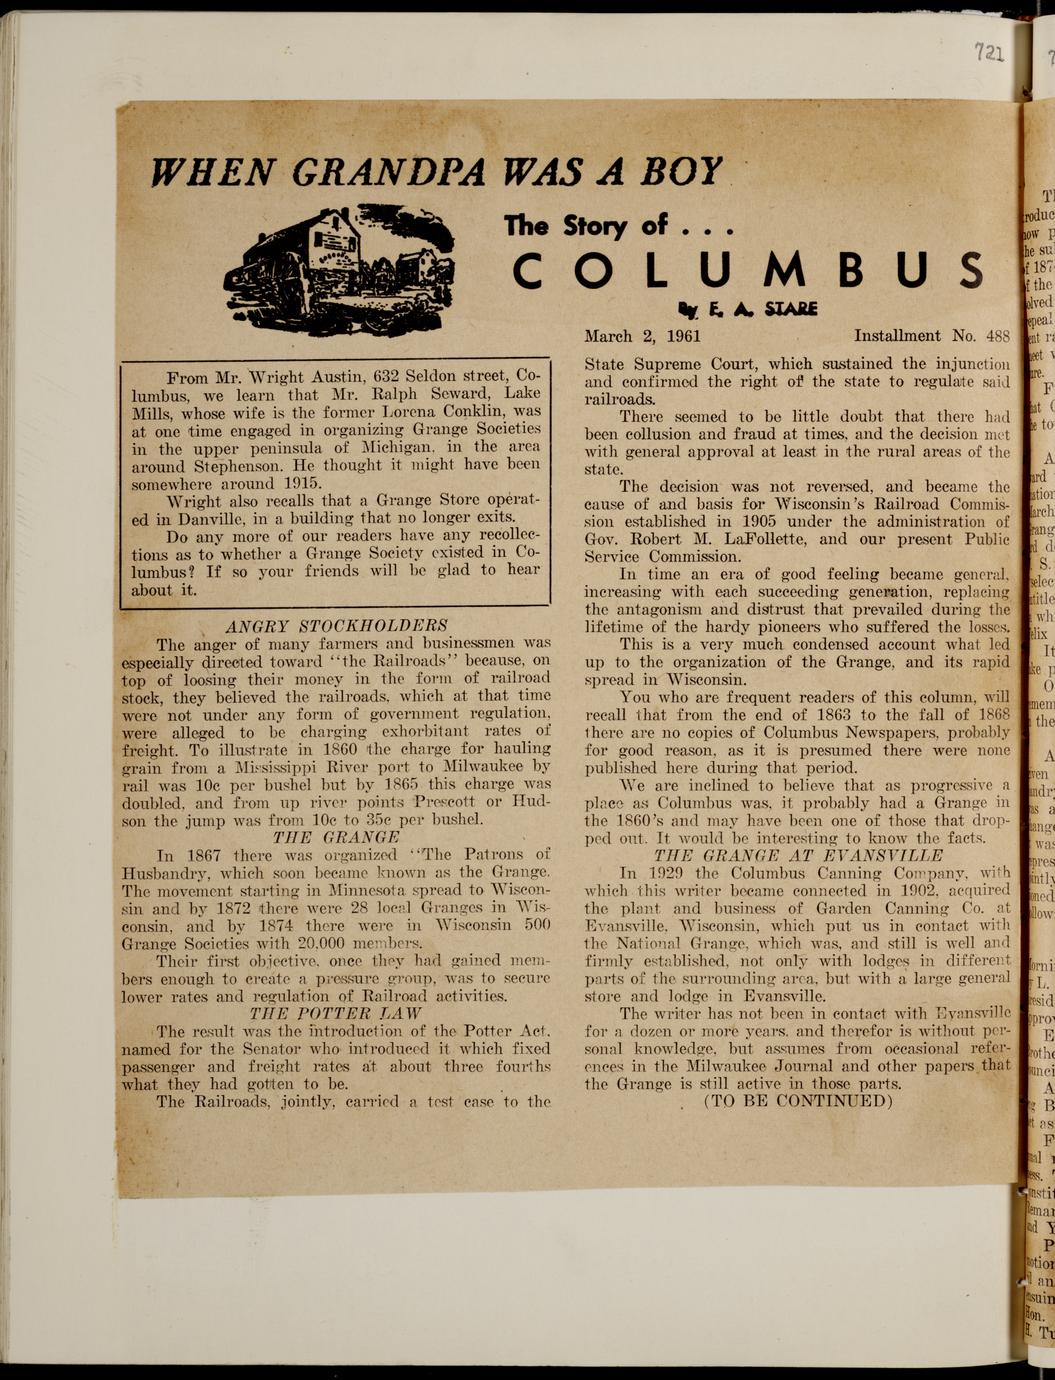 721
WHEN GRANDPA WAS A BOY
The Story of . . .
COLUMBUS
By E. A. STARE
March 2, 1961 Installment No. 488
From Mr. Wright Austin, 632 Seldon street, Co-
lumbus, we learn that Mr. Ralph Seward, Lake
Mills, whose wife is the former Lorena Conklin, was
at one time engaged in organizing Grange Societies
in the upper peninsula of Michigan, in the area
around Stephenson. He thought it might have been
somewhere around 1915.
Wright also recalls that a Grange Store operat-
ed in Danville, in a building that no longer exits.
Do any more of our readers have any recollec-
tions as to whether a Grange Society existed in Co-
lumbus? If so your friends will be glad to hear
about it.
ANGRY STOCKHOLDERS
The anger of many farmers and businessmen was
especially directed toward "the Railroads" because, on
top of loosing their money in the form of railroad
stock, they believed the railroads, which at that time
were not under any form of government regulation,
were alleged to be charging exhorbitant rates of
freight. To illustrate in 1860 the charge for hauling
grain from a Mississippi River port to Milwaukee by
rail was 10c per bushel but by 1865 this charge was
doubled, and from up river points Prescott or Hud-
son the jump was from 10c to 35c per bushel.
THE GRANGE
In 1867 there was organized "The Patrons of
Husbandry, which soon became known as the Grange.
The movement starting in Minnesota spread to Wiscon-
sin and by 1872 there were 28 local Granges in Wis-
consin, and by 1874 there were in Wisconsin 500
Grange Societies with 20,000 members.
Their first objective, once they had gained mem-
bers enough to create a pressure group, was to secure
lower rates and regulation of Railroad activities.
THE POTTER LAW
The result was the introduction of the Potter Act,
named for the Senator who introduced it which fixed
passenger and freight rates at about three fourths
what they had gotten to be.
The Railroads, jointly, carried a test case to the
State Supreme Court, which sustained the injunction
and confirmed the right of the state to regulate said
railroads.
There seemed to be little doubt that there had
been collusion and fraud at times, and the decision met
with general approval at least in the rural areas of the
state.
The decision was not reversed, and became the
cause of and basis for Wisconsin's Railroad Commis-
sion established in 1905 under the administration of
Gov. Robert M. LaFollette, and our present Public
Service Commission.
In time an era of good feeling became general,
increasing with each succeeding generation, replacing
the antagonism and distrust that prevailed during the
lifetime of the hardy pioneers who suffered the losses.
This is a very much condensed account what led
up to the organization of the Grange, and its rapid
spread in Wisconsin.
You who are frequent readers of this column, will
recall that from the end of 1863 to the fall of 1868
there are no copies of Columbus Newspapers, probably
for good reason, as it is presumed there were none
published here during that period.
We are inclined to believe that as progressive a
place as Columbus was, it probably had a Grange in
the 1860's and may have been one of those that drop-
ped out. It would be interesting to know the facts.
THE GRANGE AT EVANSVILLE
In 1929 the Columbus Canning Company, with
which this writer became connected in 1902, acquired
the plant and business of Garden Canning Co. at
Evansville, Wisconsin, which put us in contact with
the National Grange, which was, and still is well and
firmly established, not only with lodges in different
parts of the surrounding area, but with a large general
store and lodge in Evansville.
The writer has not been in contact with Evansville
for a dozen or more years, and therefor is without per-
sonal knowledge, but assumes from occasional refer-
ences in the Milwaukee Journal and other papers that
the Grange is still active in those parts.
(TO BE CONTINUED)